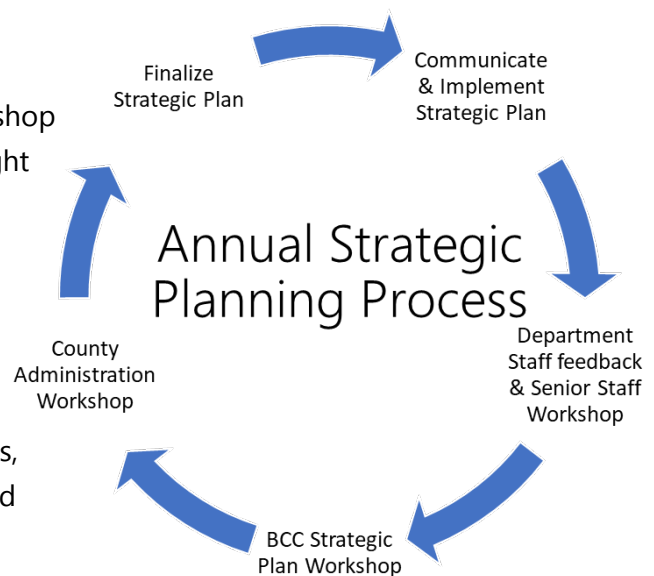 Finalize
Strategic Plan
Communicate
& Implement
Strategic Plan
Annual Strategic
Planning Process
Department
Staff feedback
& Senior Staff
Workshop
County
Administration
Workshop
BCC Strategic
Plan Workshop